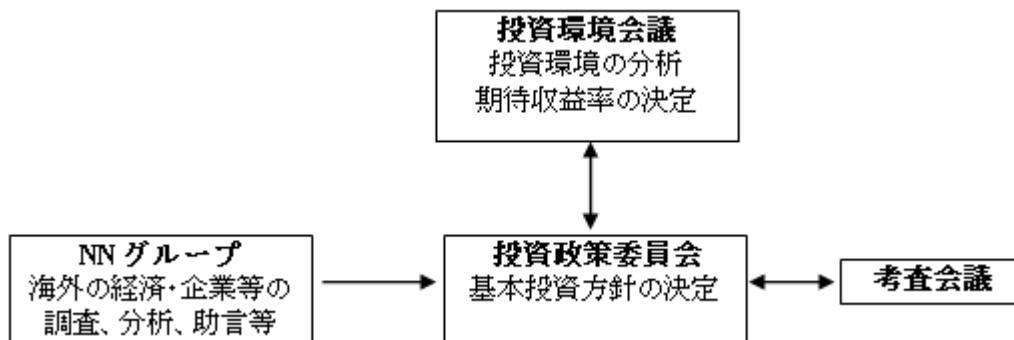 投資環境会議
投資環境の分析
期待収益率の決定
NNグループ
海外の経済･企業等の
調査、分析、助言等
投資政策委員会
基本投資方針の決定
考査会議